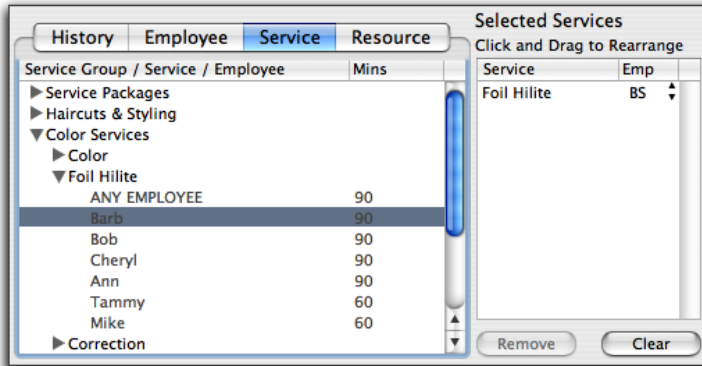 History Employee Service Resource
Service Group / Service / Employee Mins
Service Packages
Haircuts & Styling
Color Services
Color
Foil Hilite
ANY EMPLOYEE 90
Barb 90
Bob 90
Cheryl 90
Ann 90
Tammy 60
Mike 60
Correction
Selected Services
Click and Drag to Rearrange
Service Emp
Foil Hilite BS
Remove Clear